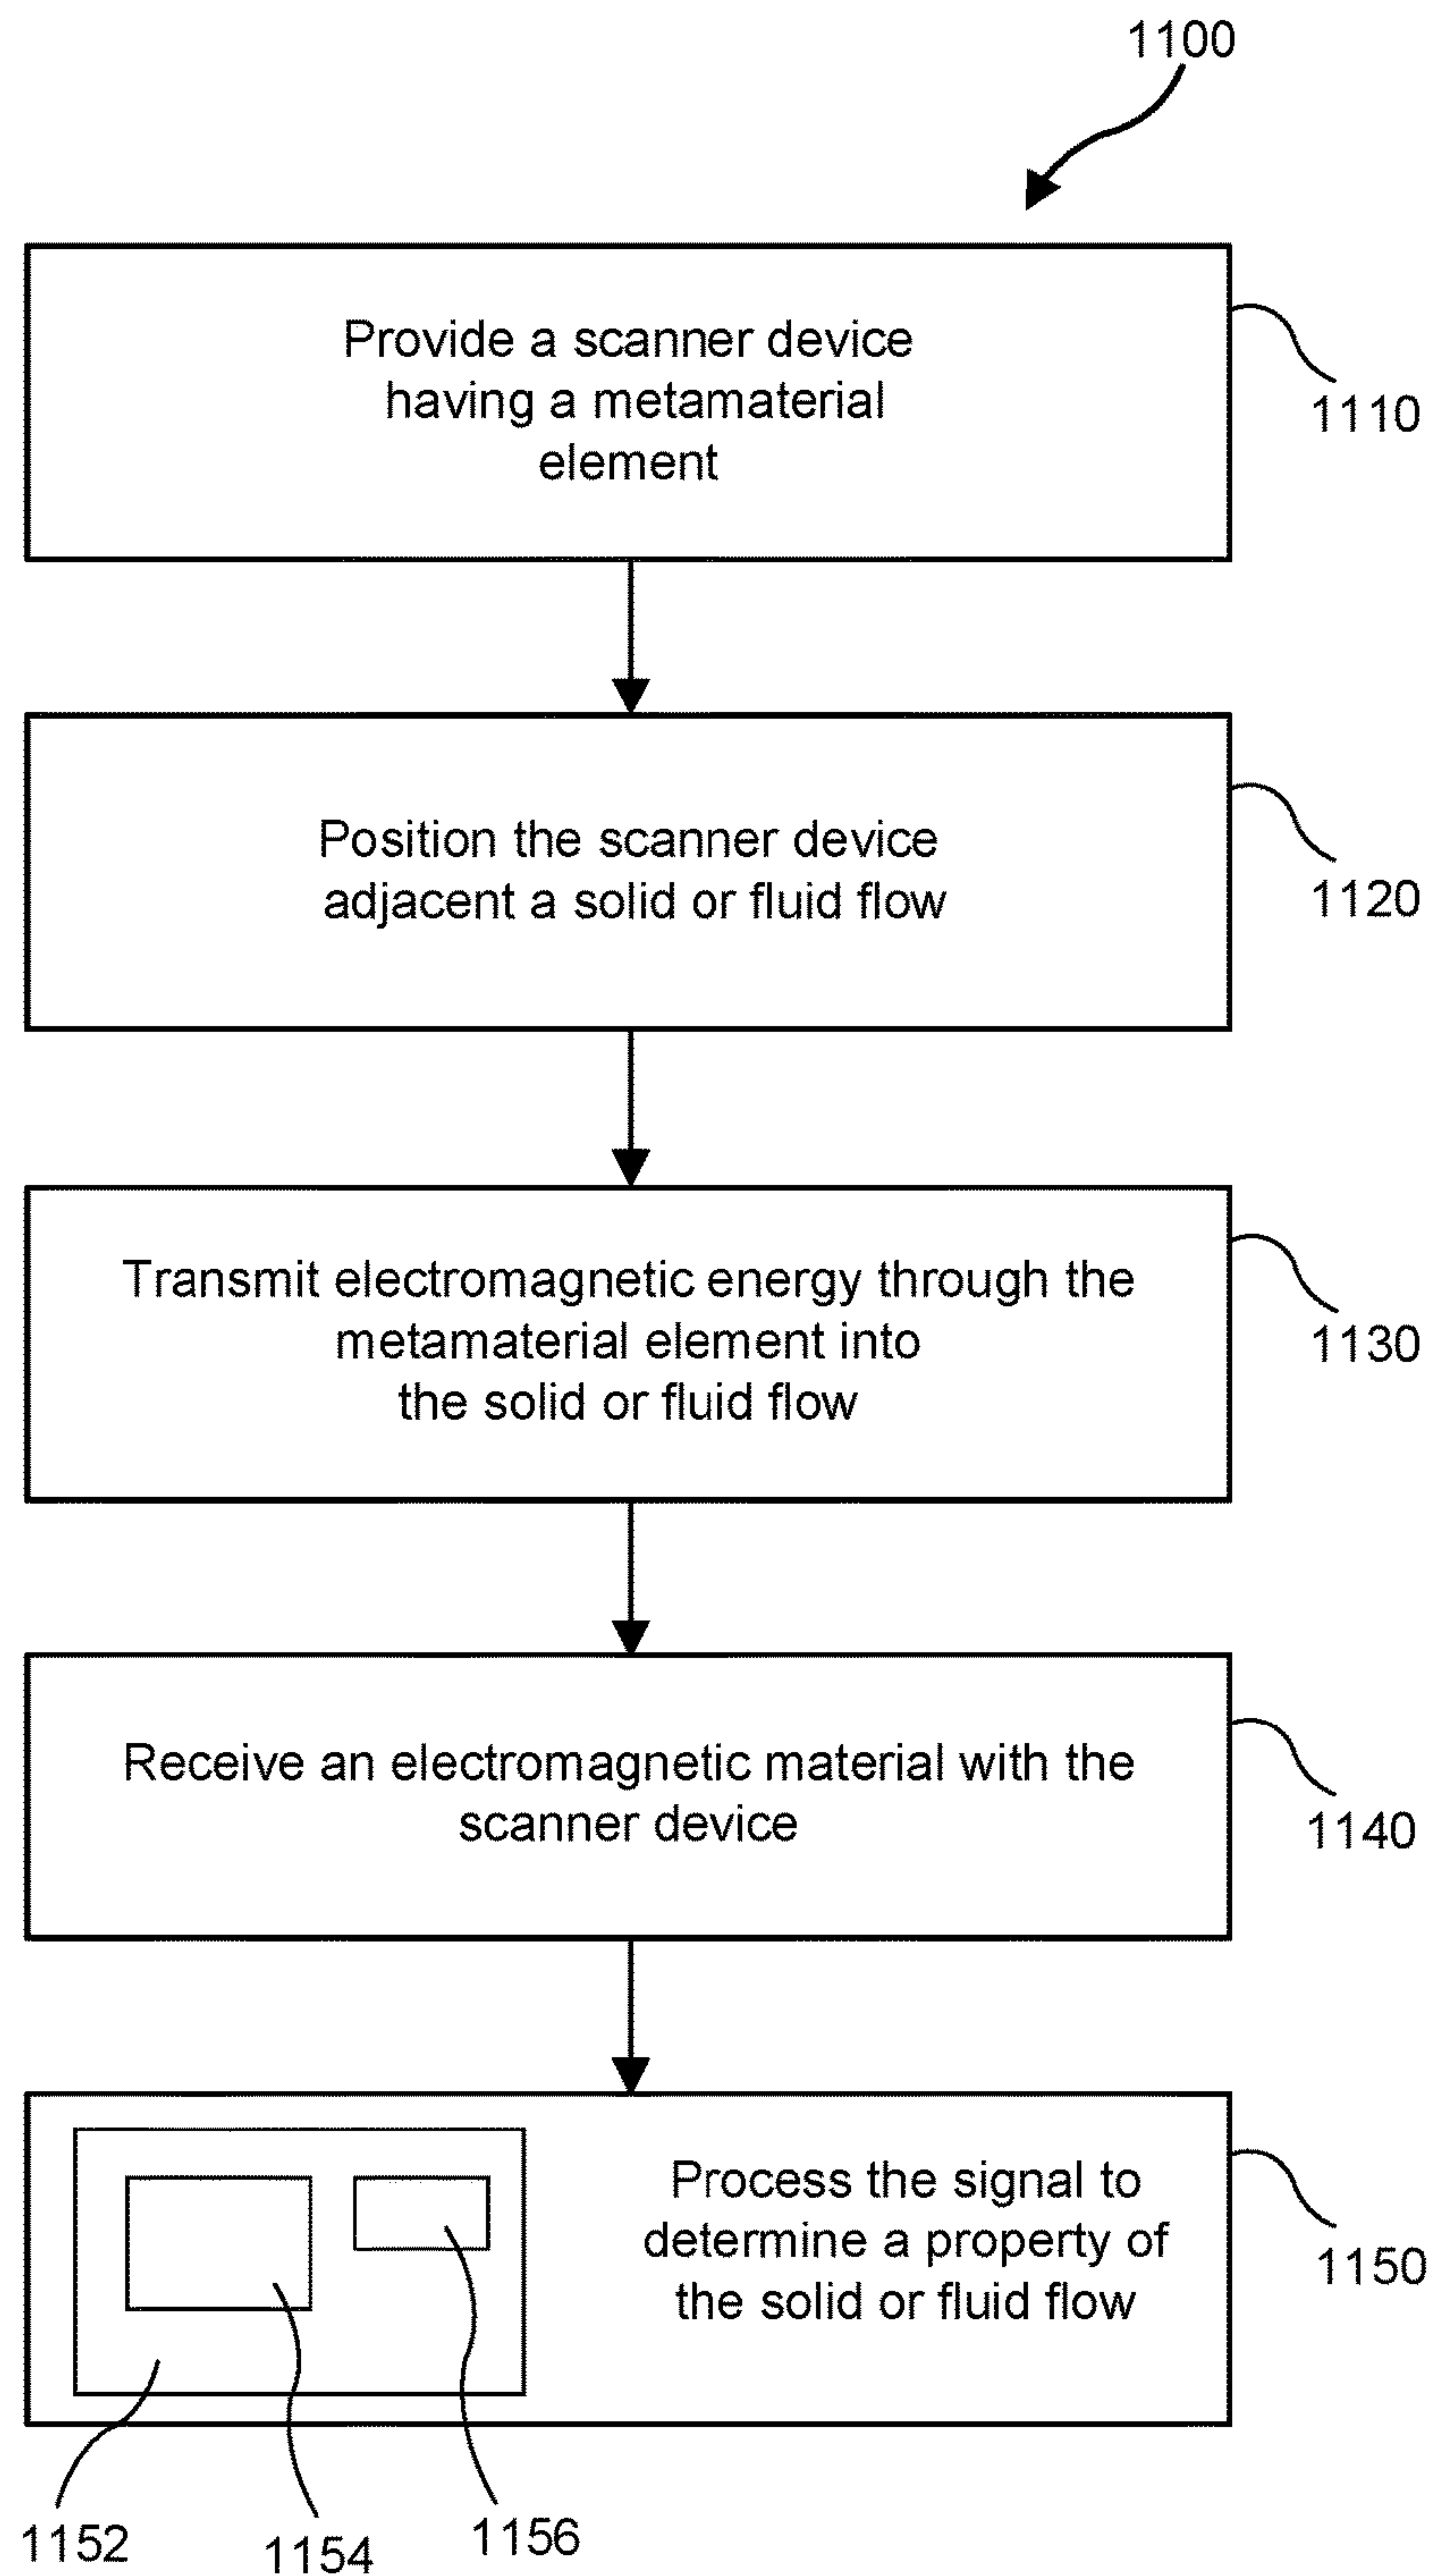 1100
Provide a scanner device
having a metamaterial
element
1110
Position the scanner device
adjacent a solid or fluid flow
1120
Transmit electromagnetic energy through the
metamaterial element into
the solid or fluid flow
1130
Receive an electromagnetic material with the
scanner device
1140
Process the signal to
determine a property of
the solid or fluid flow
1150
1152
1154
1156